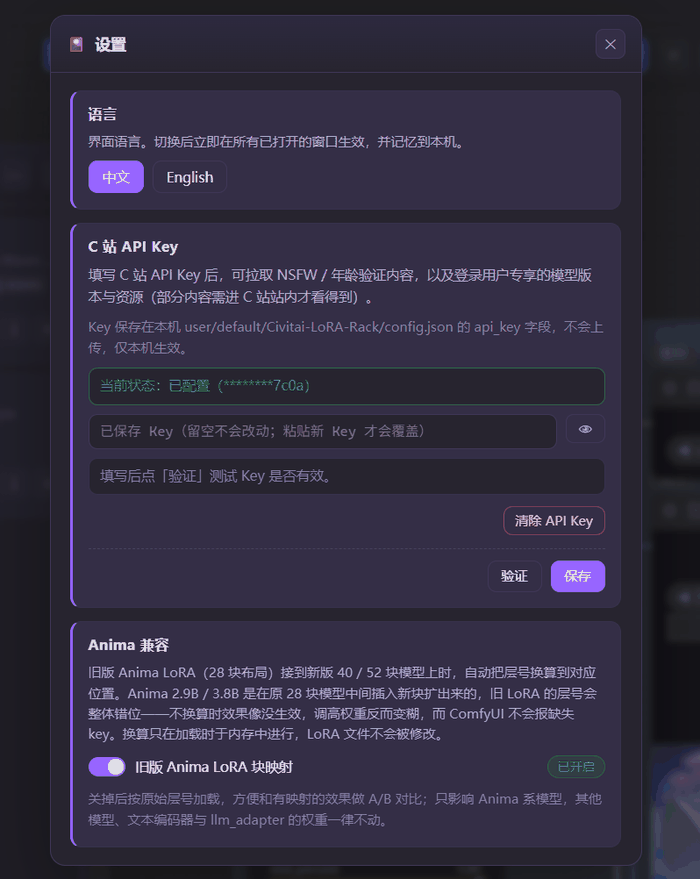 设置
语言
界面语言。切换后立即在所有已打开的窗口生效，并记忆到本机。
中文 English
C 站 API Key
填写 C 站 API Key 后，可拉取 NSFW / 年龄验证内容，以及登录用户专享的模型版
本与资源（部分内容需进 C 站站内才看得到）。
Key 保存在本机 user/default/Civitai-LoRA-Rack/config.json 的 api_key 字段，不会上
传，仅本机生效。
当前状态：已配置（********7c0a）
已保存 Key（留空不会改动；粘贴新 Key 才会覆盖）
填写后点「验证」测试 Key 是否有效。
清除 API Key
验证 保存
Anima 兼容
旧版 Anima LoRA（28 块布局）接到新版 40 / 52 块模型上时，自动把层号换算到对应
位置。Anima 2.9B / 3.8B 是在原 28 块模型中间插入新块扩出来的，旧 LoRA 的层号会
整体错位——不换算时效果像没生效，调高权重反而变糊，而 ComfyUI 不会报缺失
key。换算只在加载时于内存中进行，LoRA 文件不会被修改。
旧版 Anima LoRA 块映射 已开启
关掉后按原始层号加载，方便和有映射的效果做 A/B 对比；只影响 Anima 系模型，其他
模型、文本编码器与 llm_adapter 的权重一律不动。